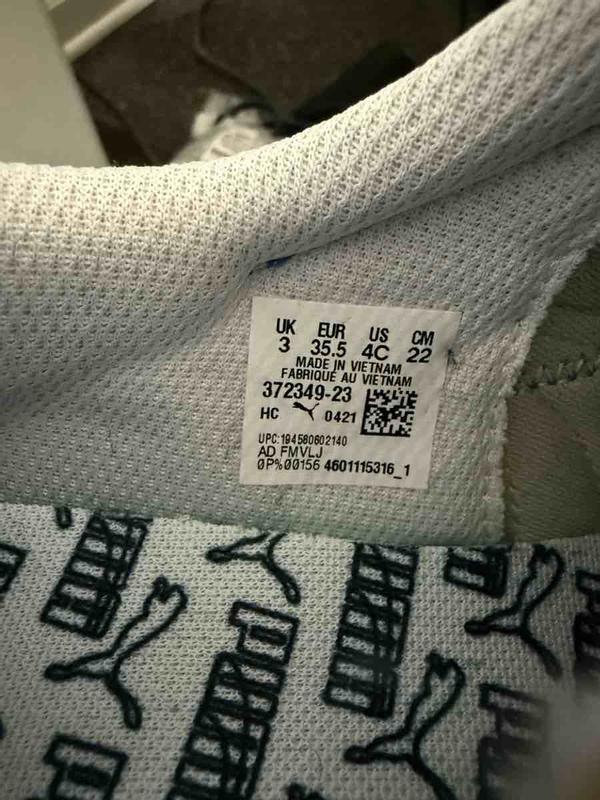 UK EUR US CM
3 35.5 4C 22
MADE IN VIETNAM
FABRIQUÉ AU VIETNAM
372349-23
HC 0421
UPC:194580602140
AD FMVLJ
0P%00156 4601115316_1